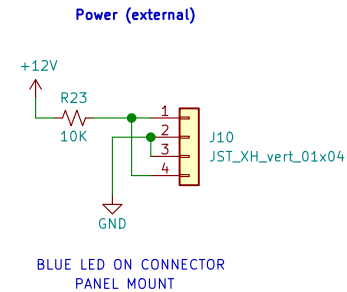 Power (external)
+12V
R23
10K
1
2
3
4
J10
JST_XH_vert_01x04
GND
BLUE LED ON CONNECTOR
PANEL MOUNT